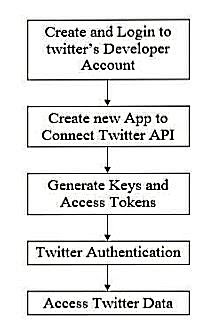 Create and Login to
twitter's Developer
Account
Create new App to
Connect Twitter API
Generate Keys and
Access Tokens
Twitter Authentication
Access Twitter Data